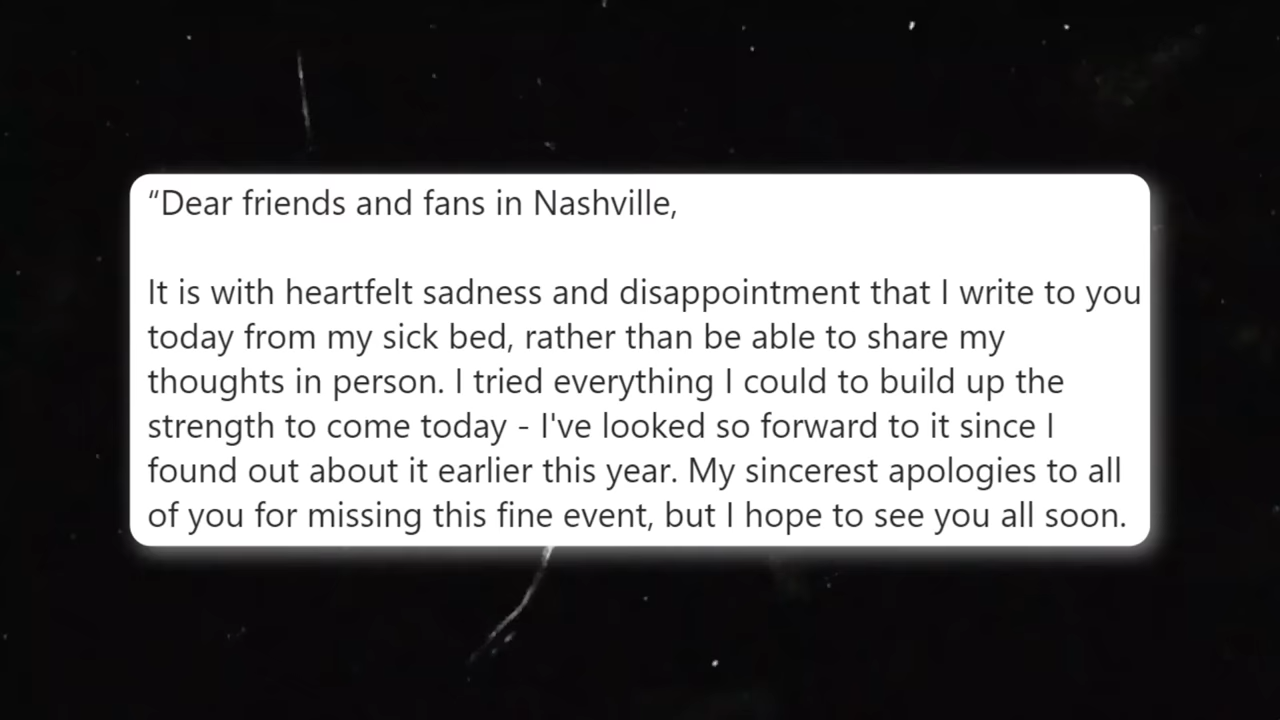 “Dear friends and fans in Nashville,
It is with heartfelt sadness and disappointment that I write to you
today from my sick bed, rather than be able to share my
thoughts in person. I tried everything I could to build up the
strength to come today - I've looked so forward to it since I
found out about it earlier this year. My sincerest apologies to all
of you for missing this fine event, but I hope to see you all soon.